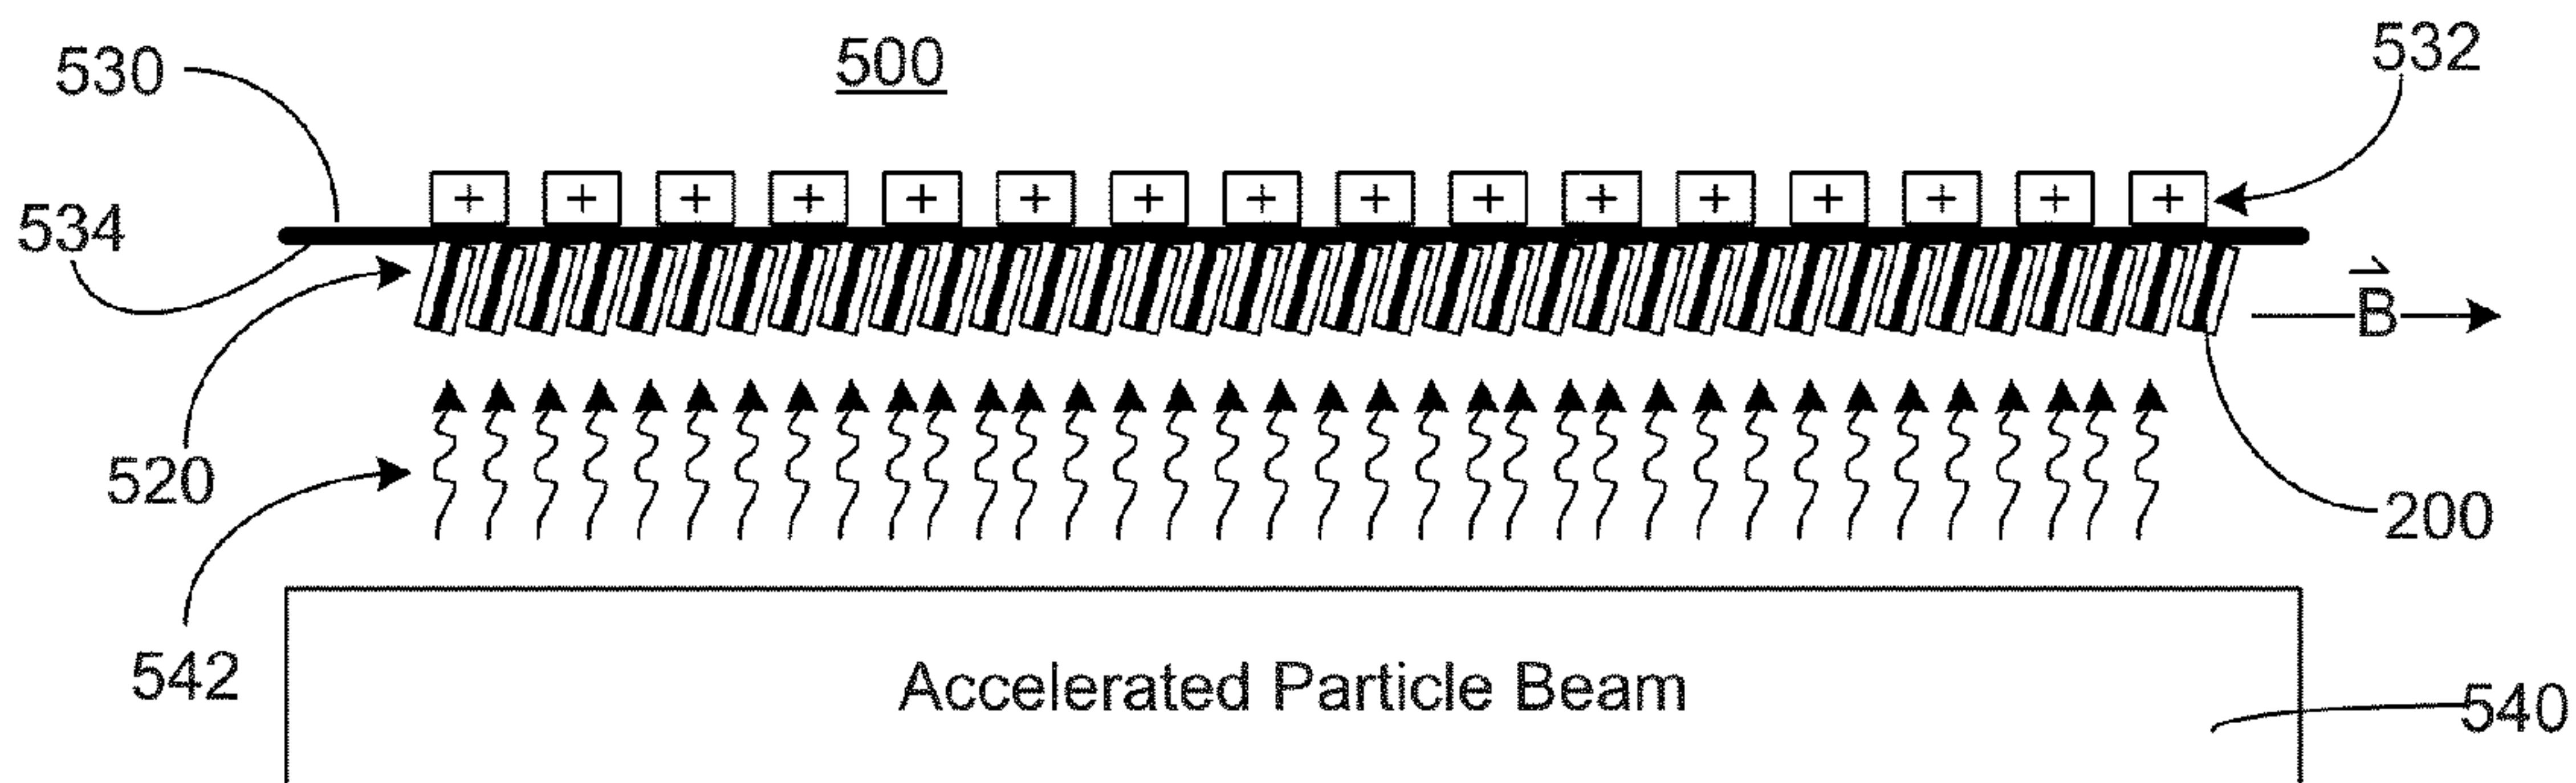 500
530
532
534
+ + + + + + + + + + + + + + + +
B
520
200
542
Accelerated Particle Beam
540